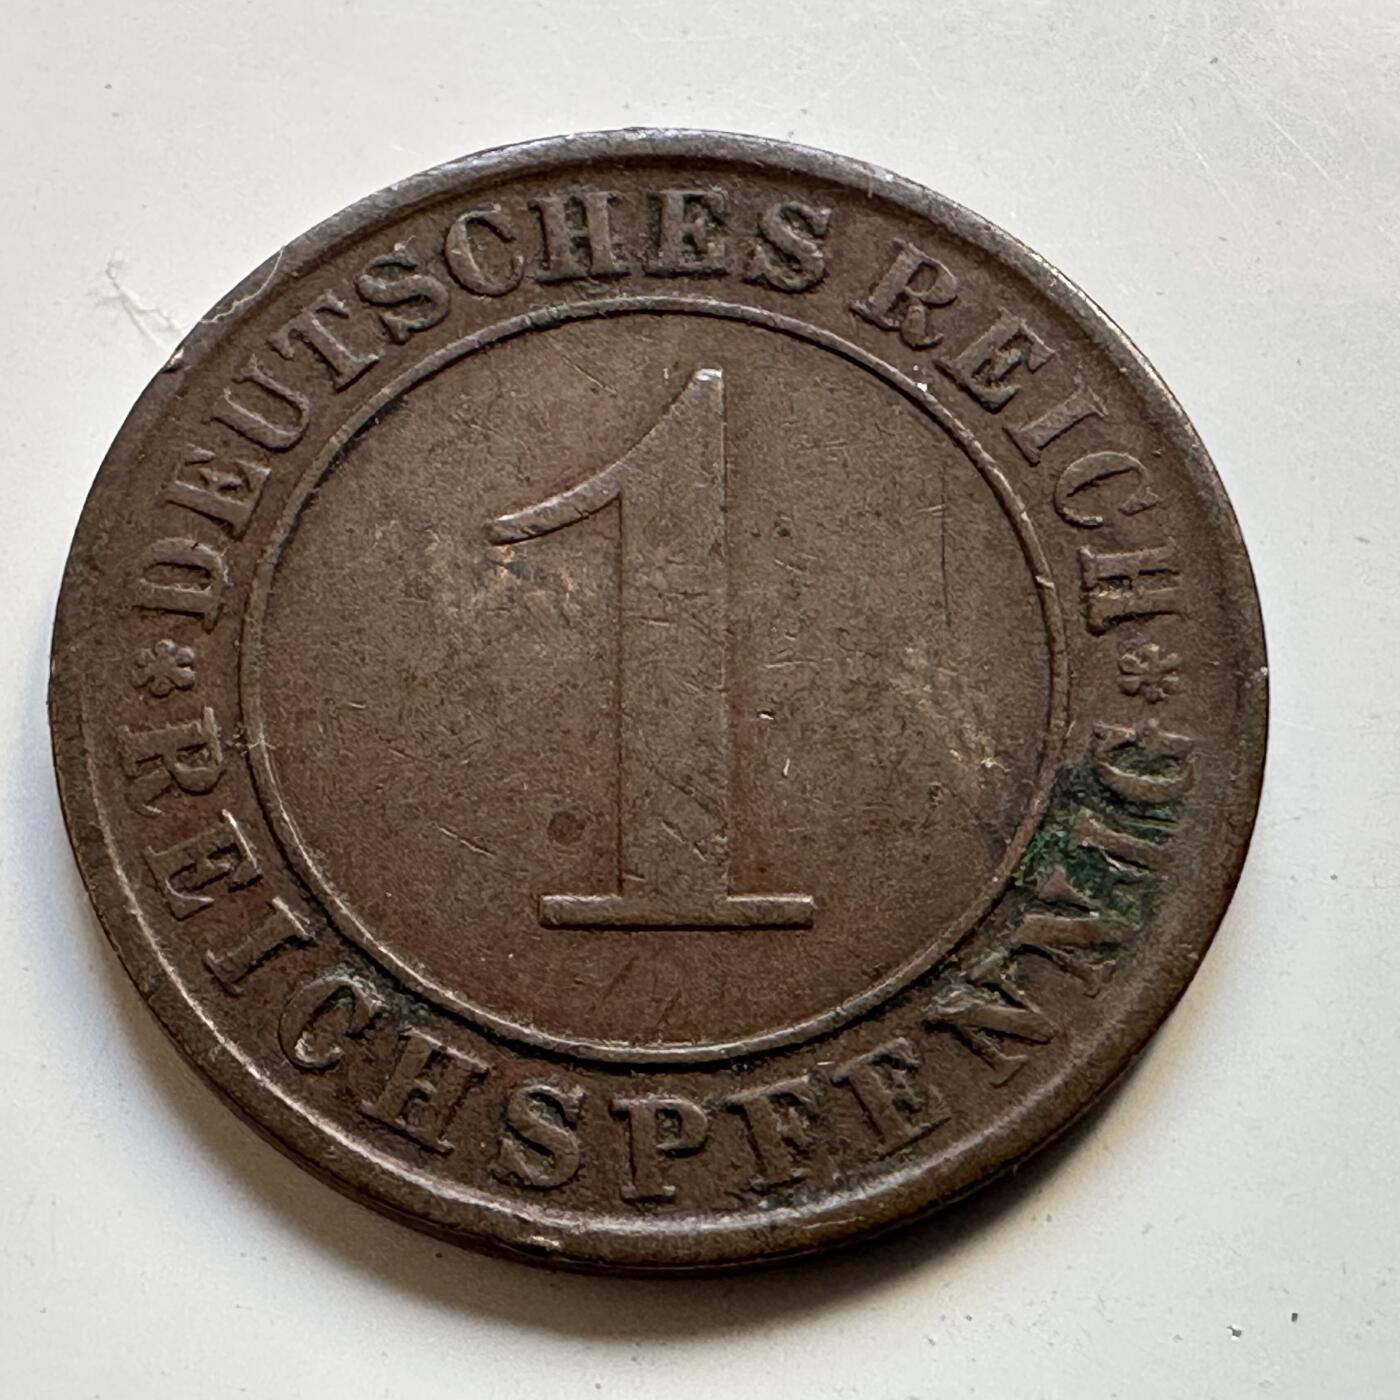 DEUTSCHES REICH
1
REICHSPFENNIG